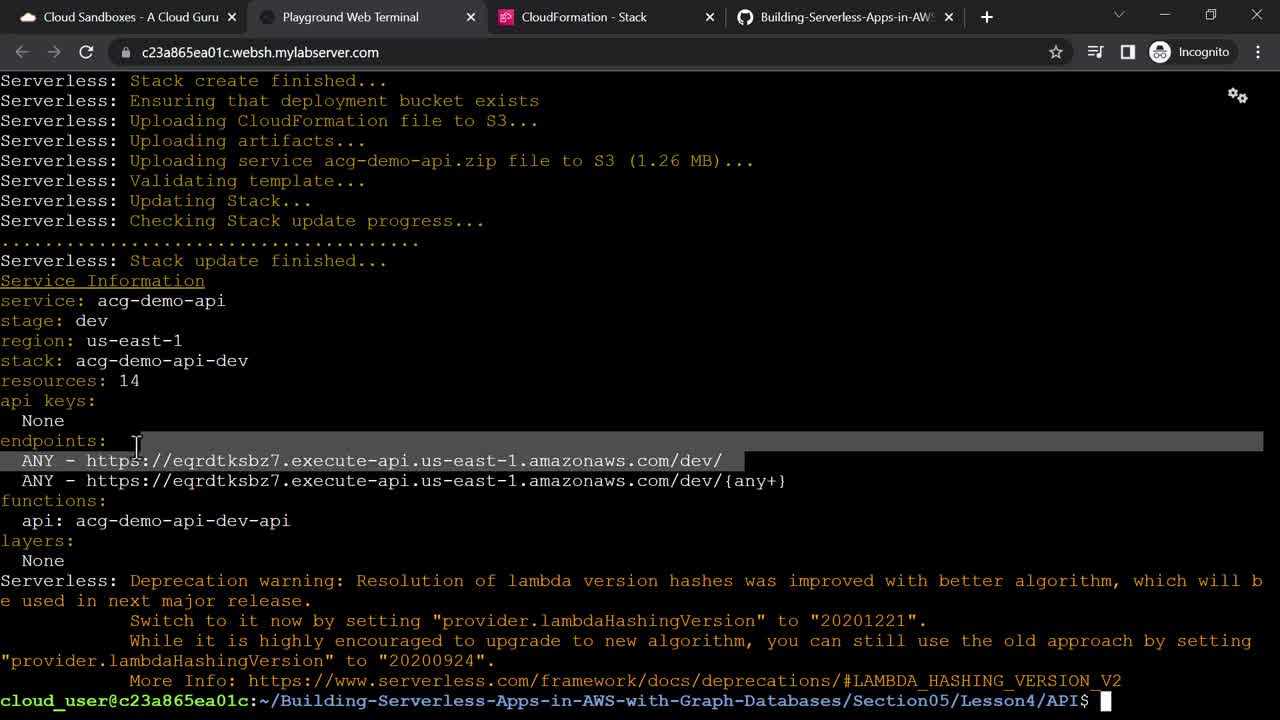 Cloud Sandboxes - A Cloud Guru
Playground Web Terminal
CloudFormation - Stack
Building-Serverless-Apps-in-AWS
c23a865ea01c.websh.mylabserver.com
Incognito
Serverless: Stack create finished...
Serverless: Ensuring that deployment bucket exists
Serverless: Uploading CloudFormation file to S3...
Serverless: Uploading artifacts...
Serverless: Uploading service acg-demo-api.zip file to S3 (1.26 MB)...
Serverless: Validating template...
Serverless: Updating Stack...
Serverless: Checking Stack update progress...
.......................................
Serverless: Stack update finished...
Service Information
service: acg-demo-api
stage: dev
region: us-east-1
stack: acg-demo-api-dev
resources: 14
api keys:
  None
endpoints:
  ANY - https://eqrdtksbz7.execute-api.us-east-1.amazonaws.com/dev/
  ANY - https://eqrdtksbz7.execute-api.us-east-1.amazonaws.com/dev/{any+}
functions:
  api: acg-demo-api-dev-api
layers:
  None
Serverless: Deprecation warning: Resolution of lambda version hashes was improved with better algorithm, which will b
e used in next major release.
            Switch to it now by setting "provider.lambdaHashingVersion" to "20201221".
            While it is highly encouraged to upgrade to new algorithm, you can still use the old approach by setting
"provider.lambdaHashingVersion" to "20200924".
            More Info: https://www.serverless.com/framework/docs/deprecations/#LAMBDA_HASHING_VERSION_V2
cloud_user@c23a865ea01c:~/Building-Serverless-Apps-in-AWS-with-Graph-Databases/Section05/Lesson4/API$